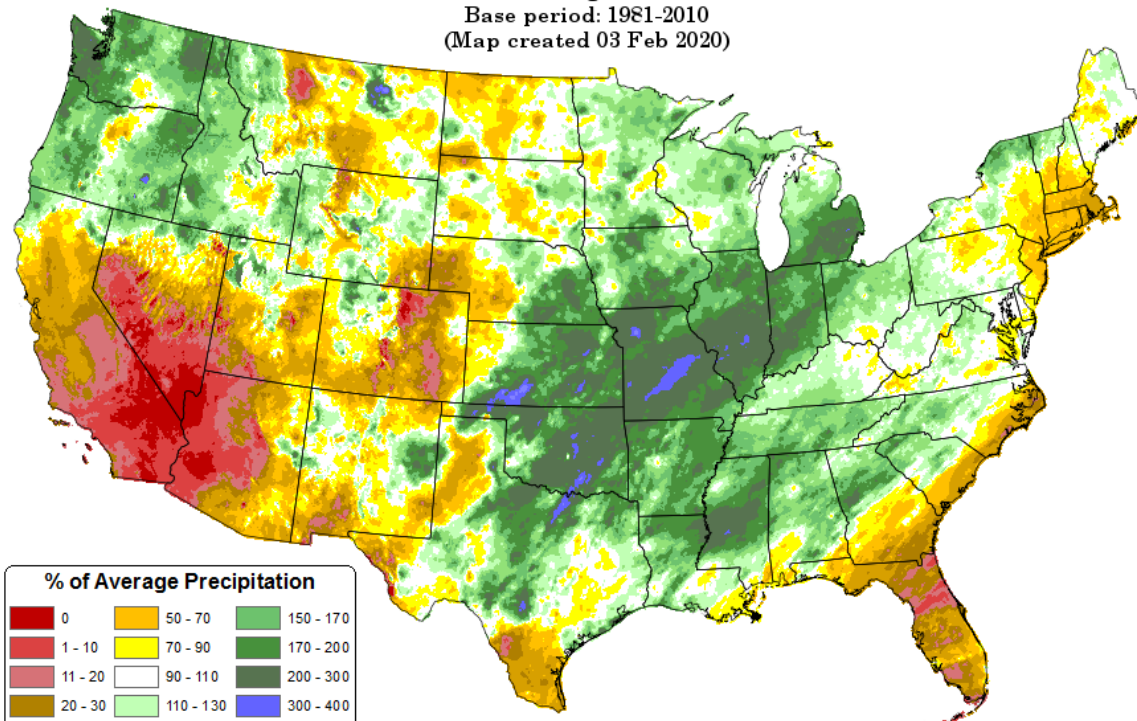 Base period: 1981-2010
(Map created 03 Feb 2020)
% of Average Precipitation
0
50 - 70
150 - 170
1 - 10
70 - 90
170 - 200
11 - 20
90 - 110
200 - 300
20 - 30
110 - 130
300 - 400